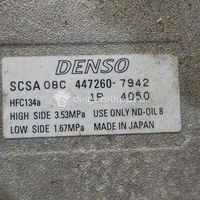 DENSO
SCSA 08C 447260-7942
HFC134a 1P 4050
HIGH SIDE 3.53MPa USE ONLY ND-OIL 8
LOW SIDE 1.67MPa MADE IN JAPAN